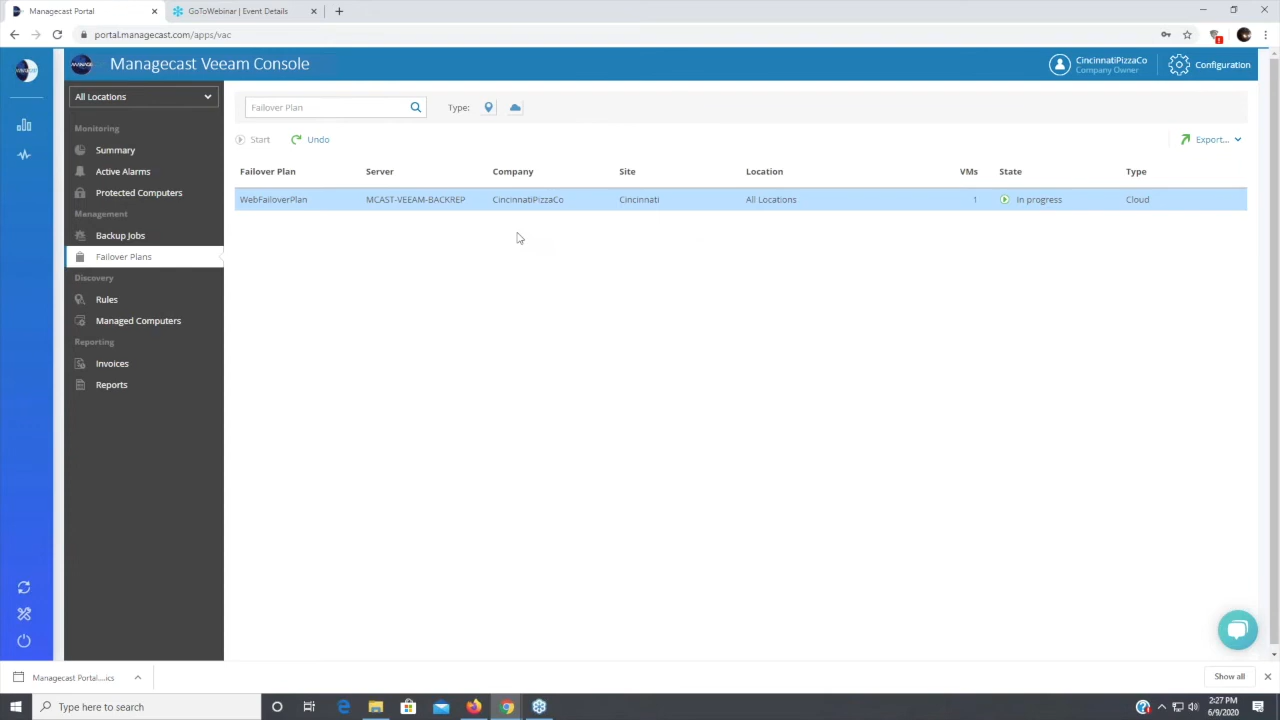 Managecast Portal
GoToWebinar | Event Details
portal.managecast.com/apps/vac
Managecast Veeam Console
CincinnatiPizzaCo
Company Owner
Configuration
All Locations
Failover Plan
Type:
Start
Undo
Export...
Monitoring
Summary
Active Alarms
Protected Computers
Management
Backup Jobs
Failover Plans
Discovery
Rules
Managed Computers
Reporting
Invoices
Reports
Failover Plan Server Company Site Location VMs State Type
WebFailoverPlan MCAST-VEEAM-BACKREP CincinnatiPizzaCo Cincinnati All Locations 1 In progress Cloud
Managecast Portal....ics
Show all
Type here to search
2:27 PM
6/9/2020